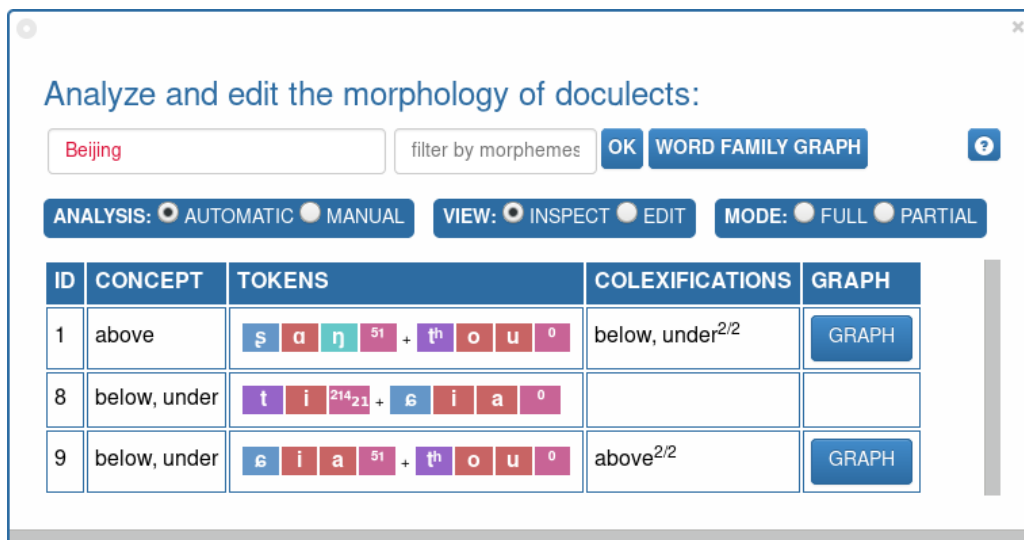 ×
Analyze and edit the morphology of doculects:
Beijing filter by morphemes OK WORD FAMILY GRAPH ?
ANALYSIS: AUTOMATIC MANUAL VIEW: INSPECT EDIT MODE: FULL PARTIAL
ID CONCEPT TOKENS COLEXIFICATIONS GRAPH
1 above ʂ ɑ ŋ ⁵¹ + tʰ o u ⁰ below, under²/² GRAPH
8 below, under t i ²¹⁴21 + ɕ i a ⁰
9 below, under ɕ i a ⁵¹ + tʰ o u ⁰ above²/² GRAPH